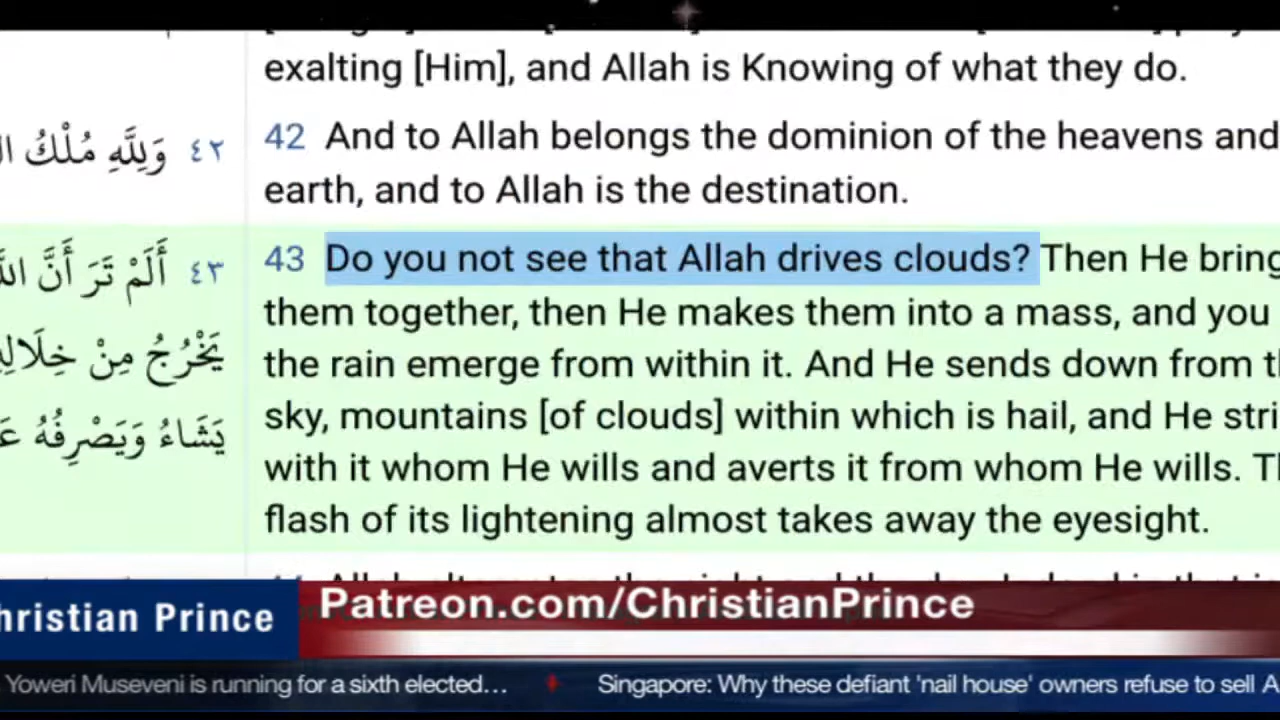 exalting [Him], and Allah is Knowing of what they do.
٤٢ وَلِلَّهِ مُلْكُ
42 And to Allah belongs the dominion of the heavens and
earth, and to Allah is the destination.
٤٣ أَلَمْ تَرَ أَنَّ
43 Do you not see that Allah drives clouds? Then He bring
them together, then He makes them into a mass, and you
يَخْرُجُ مِنْ
the rain emerge from within it. And He sends down from
sky, mountains [of clouds] within which is hail, and He stri
يَشَاءُ وَيَصْرِفُهُ
with it whom He wills and averts it from whom He wills.
flash of its lightening almost takes away the eyesight.
hristian Prince
Patreon.com/ChristianPrince
Yoweri Museveni is running for a sixth elected...
Singapore: Why these defiant 'nail house' owners refuse to sell